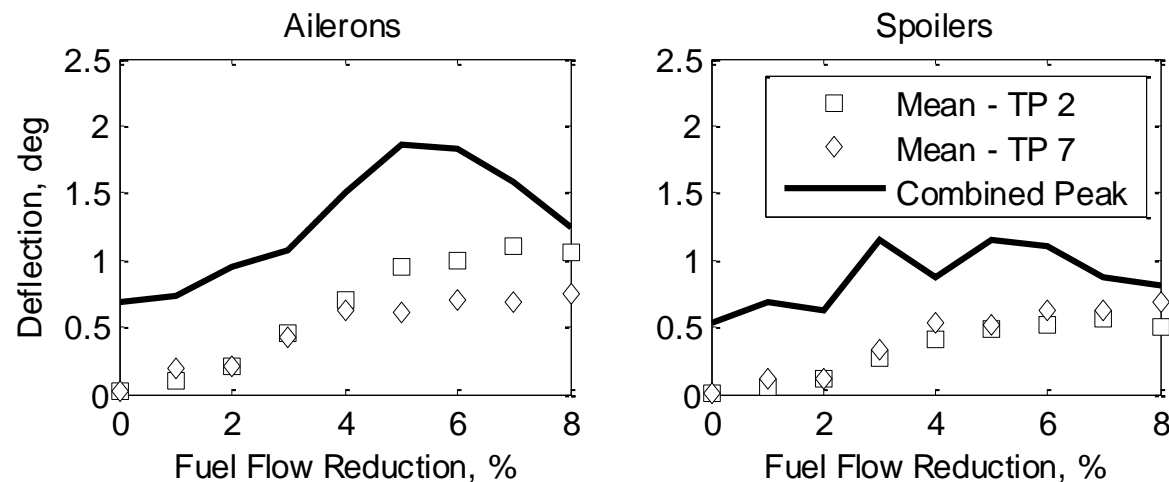 Ailerons
Deflection, deg
2.5
2
1.5
1
0.5
0
0
2
4
6
8
Fuel Flow Reduction, %
Spoilers
2.5
2
1.5
1
0.5
0
Mean - TP 2
Mean - TP 7
Combined Peak
0
2
4
6
8
Fuel Flow Reduction, %